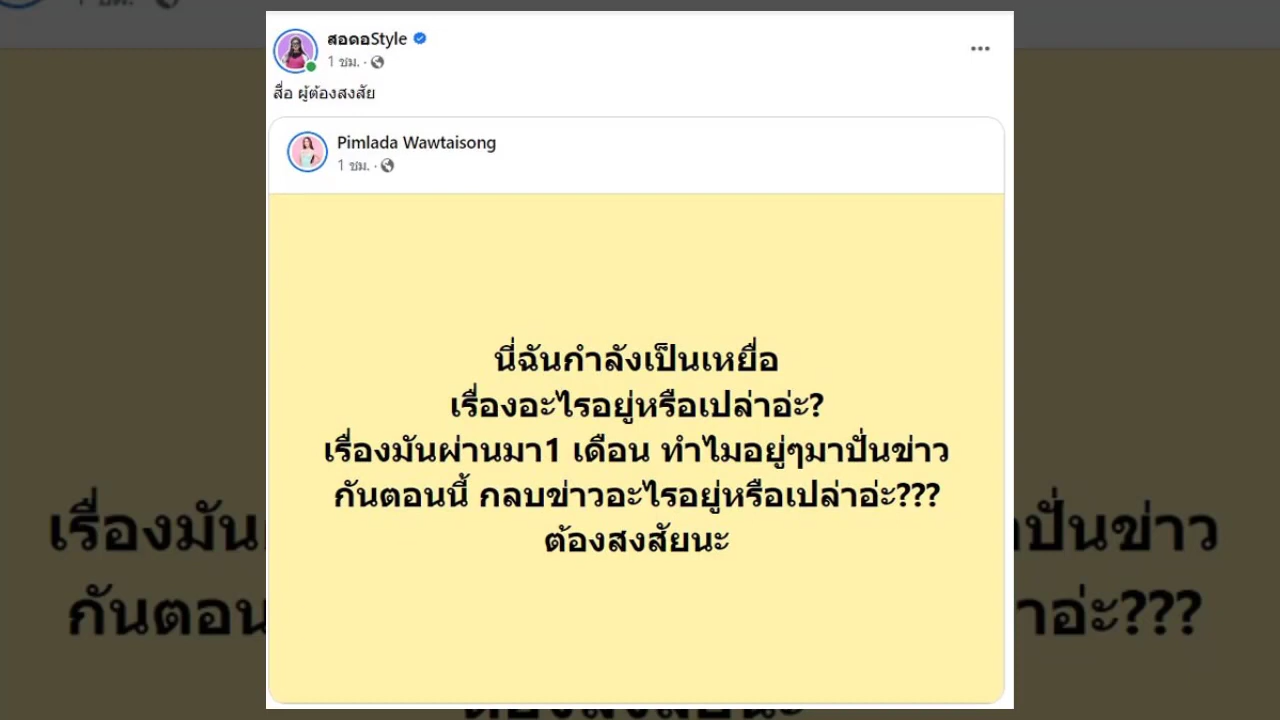 สอดอStyle
1 ชม.
สื่อ ผู้ต้องสงสัย
Pimlada Wawtaisong
1 ชม.
นี่ฉันกำลังเป็นเหยื่อ
เรื่องอะไรอยู่หรือเปล่าอ่ะ?
เรื่องมันผ่านมา1 เดือน ทำไมอยู่ๆมาปั่นข่าว
กันตอนนี้ กลบข่าวอะไรอยู่หรือเปล่าอ่ะ???
ต้องสงสัยนะ